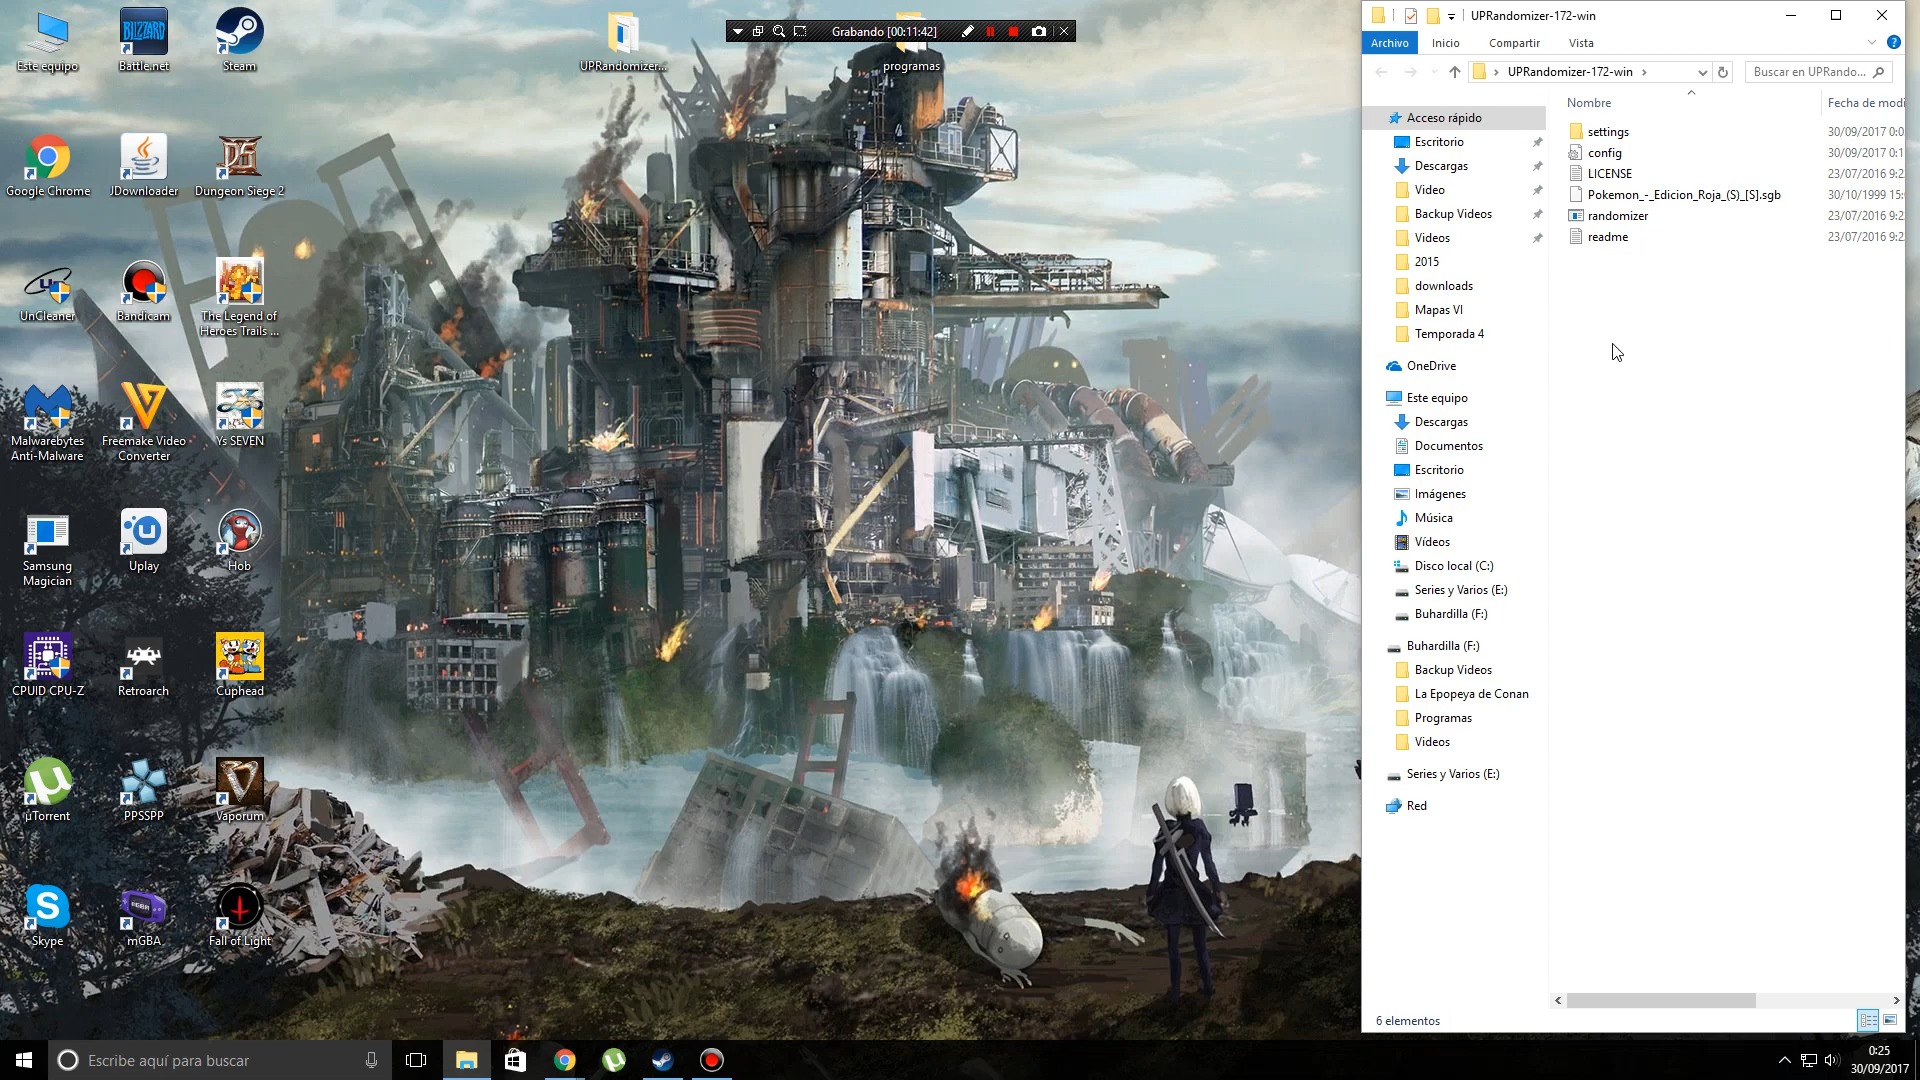 Este equipo
Battle.net
Steam
UPRandomizer...
Grabando [00:11:42]
programas
BLIZZARD
Google Chrome
JDownloader
Dungeon Siege 2
UnCleaner
Bandicam
The Legend of
Heroes Trails ...
Malwarebytes
Anti-Malware
Freemake Video
Converter
Ys SEVEN
Samsung
Magician
Uplay
Hob
CPUID CPU-Z
Retroarch
Cuphead
µTorrent
PPSSPP
Vaporum
Skype
mGBA
Fall of Light
UPRandomizer-172-win
Archivo
Inicio
Compartir
Vista
UPRandomizer-172-win
Buscar en UPRando...
Nombre
Fecha de modi
Acceso rápido
Escritorio
Descargas
Video
Backup Videos
Videos
2015
downloads
Mapas VI
Temporada 4
OneDrive
Este equipo
Descargas
Documentos
Escritorio
Imágenes
Música
Vídeos
Disco local (C:)
Series y Varios (E:)
Buhardilla (F:)
Buhardilla (F:)
Backup Videos
La Epopeya de Conan
Programas
Videos
Series y Varios (E:)
Red
settings 30/09/2017 0:0
config 30/09/2017 0:1
LICENSE 23/07/2016 9:2
Pokemon_-_Edicion_Roja_(S)_[S].sgb 30/10/1999 15:
randomizer 23/07/2016 9:2
readme 23/07/2016 9:2
6 elementos
Escribe aquí para buscar
0:25
30/09/2017